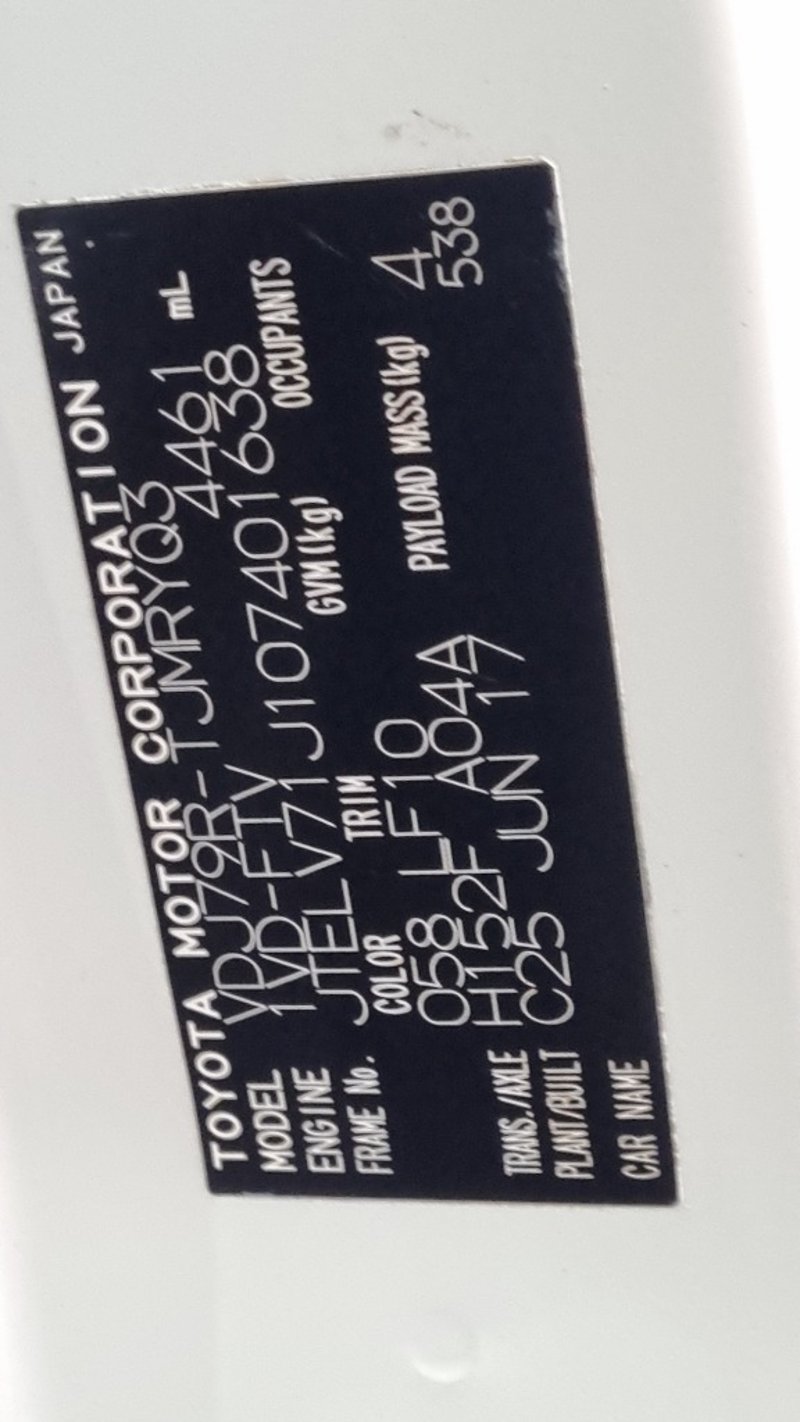 TOYOTA MOTOR CORPORATION JAPAN
MODEL VDJ79R-TJMRYQ3
ENGINE 1VD-FTV 4461 mL
FRAME No. JTELV71J107401638
COLOR TRIM GVM(kg) OCCUPANTS
058 LF10 4
TRANS./AXLE H152F A04A PAYLOAD MASS(kg) 538
PLANT/BUILT C25 JUN 17
CAR NAME